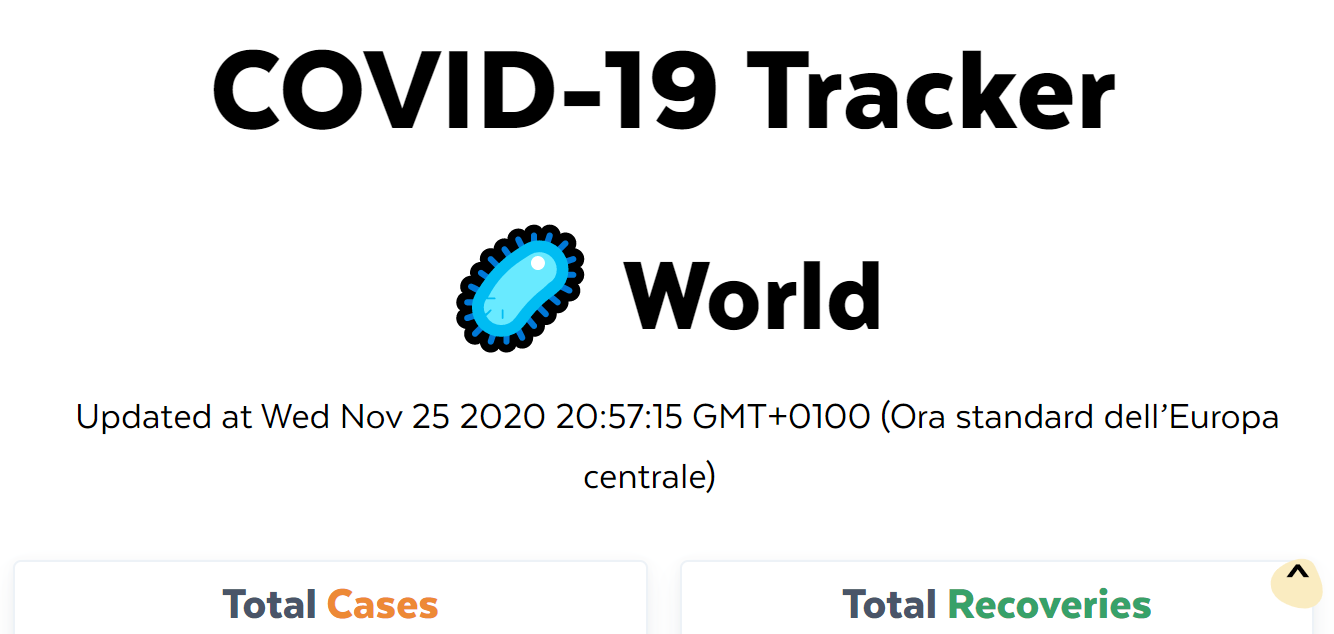 COVID-19 Tracker
World
Updated at Wed Nov 25 2020 20:57:15 GMT+0100 (Ora standard dell’Europa
centrale)
Total Cases
Total Recoveries